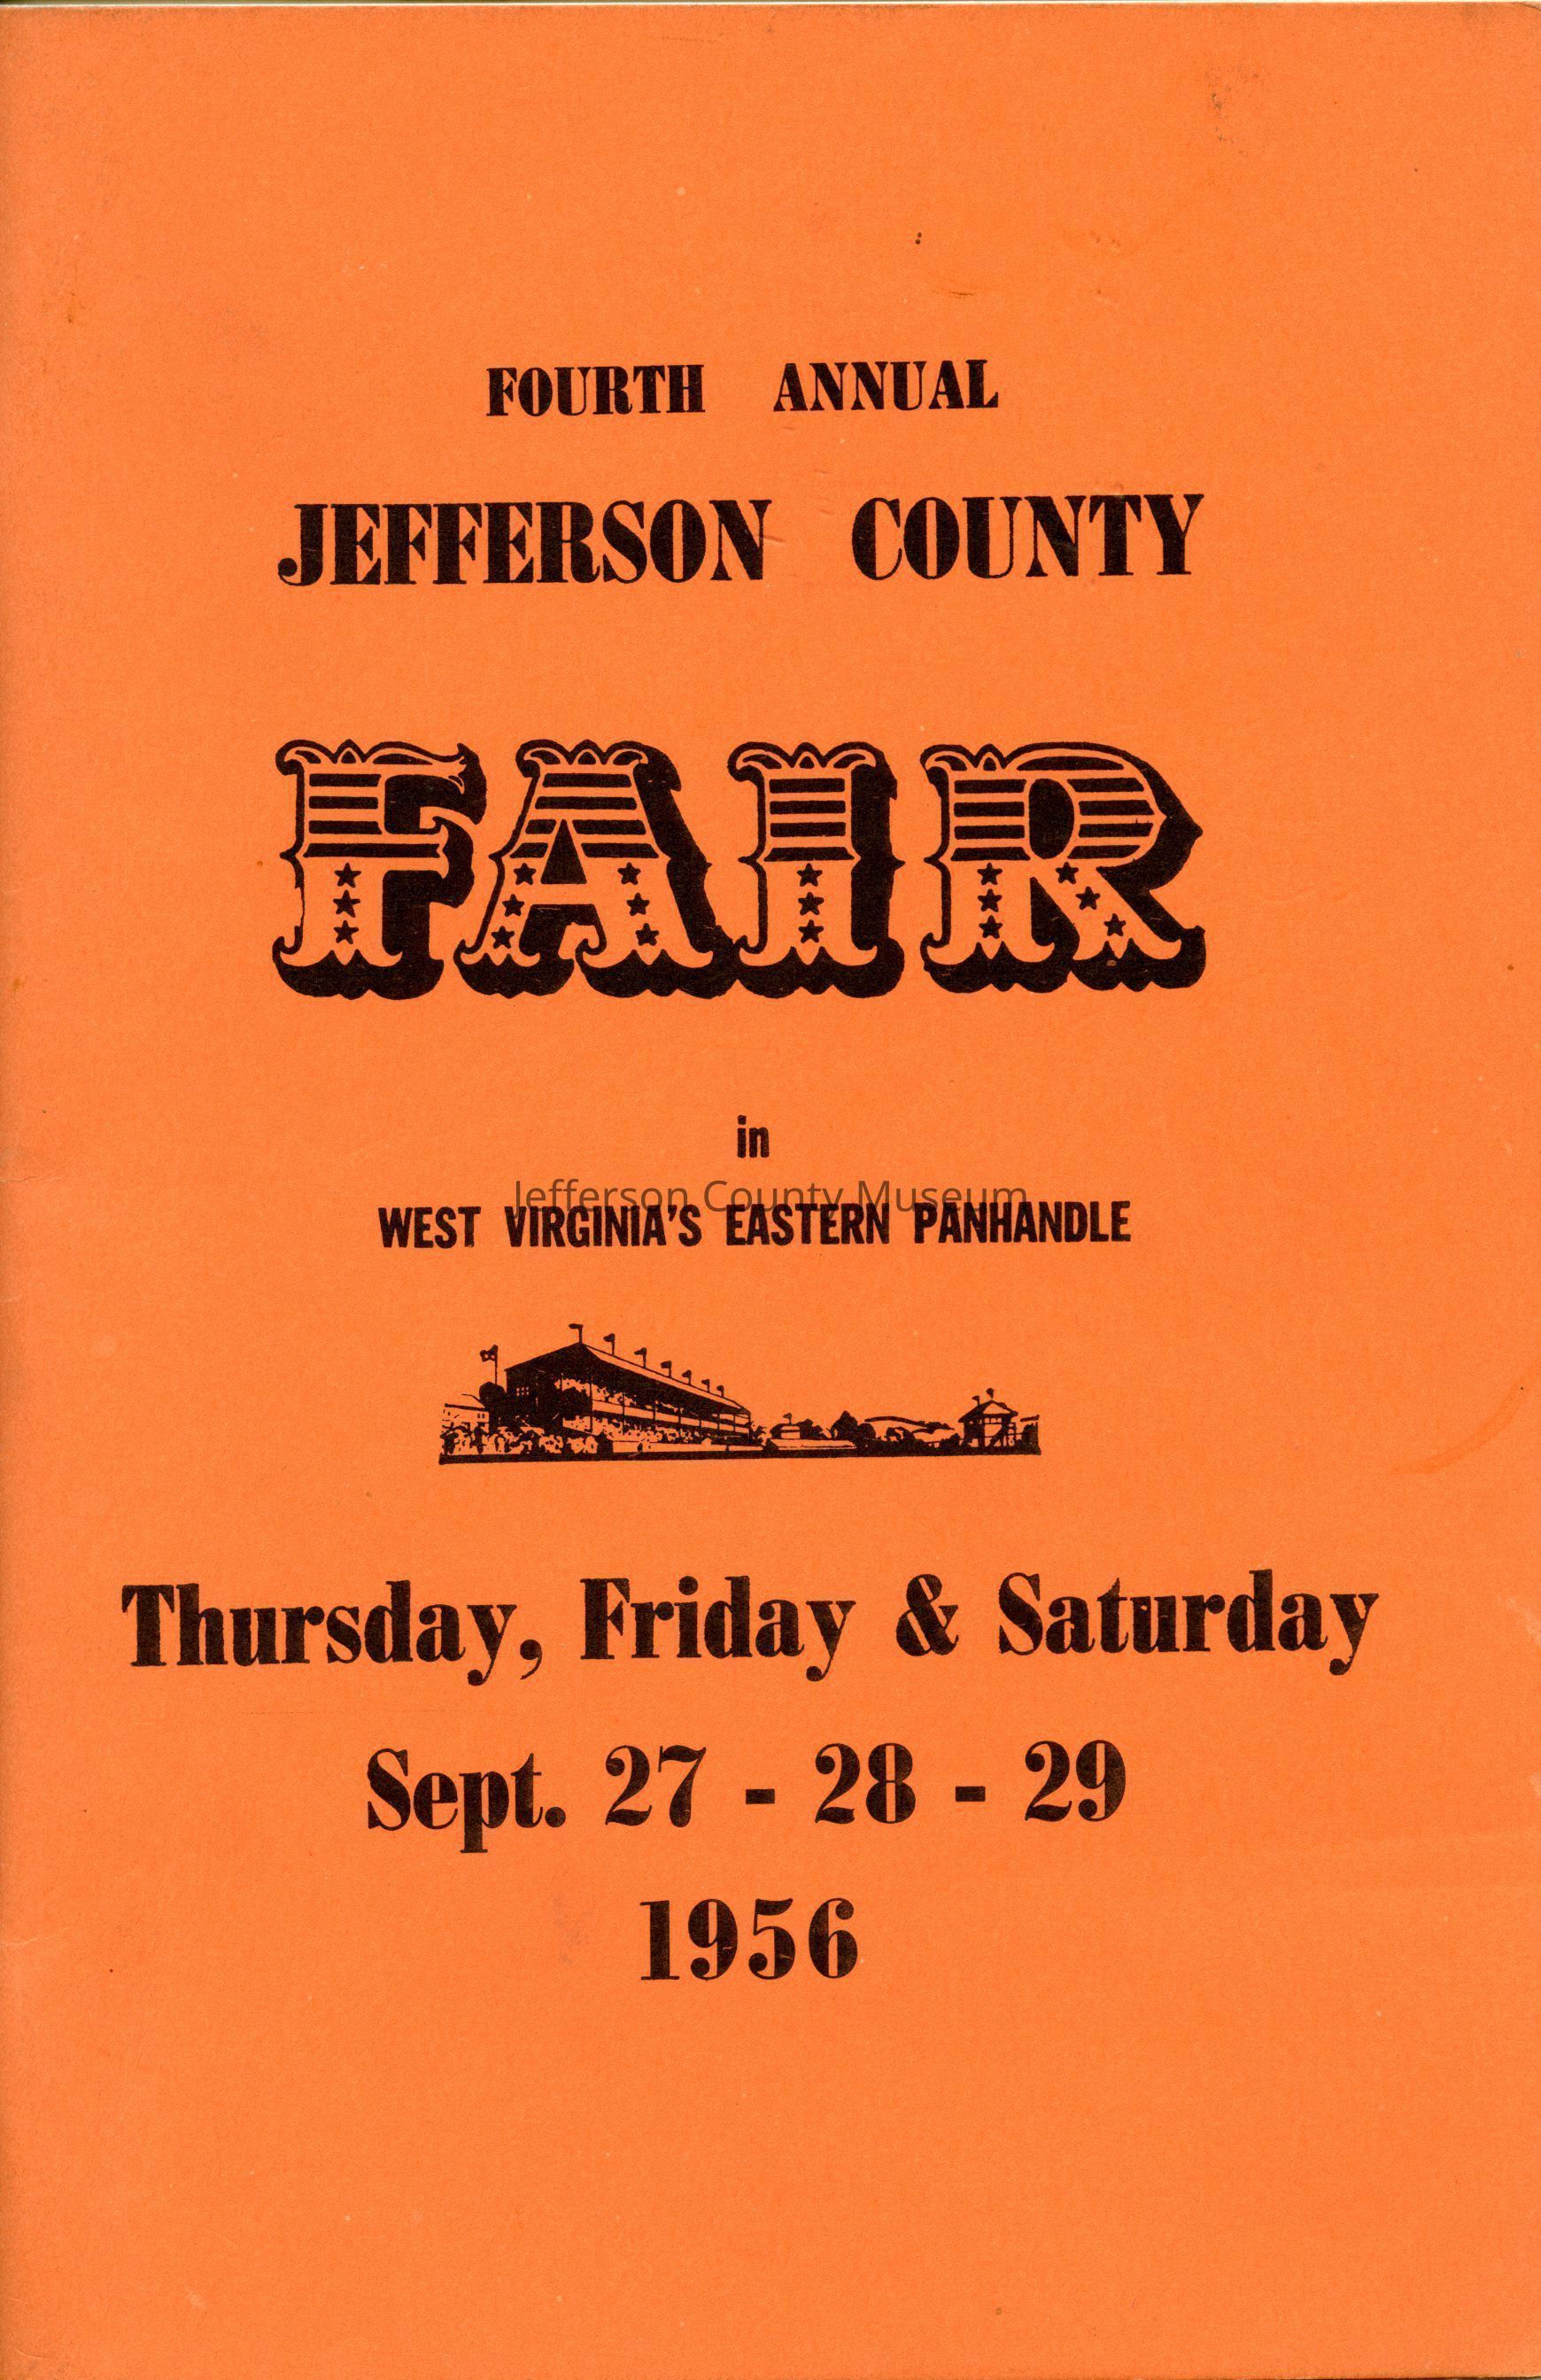 FOURTH ANNUAL
JEFFERSON COUNTY
FAIR
in
Jefferson County Museum
WEST VIRGINIA'S EASTERN PANHANDLE
Thursday, Friday & Saturday
Sept. 27 - 28 - 29
1956